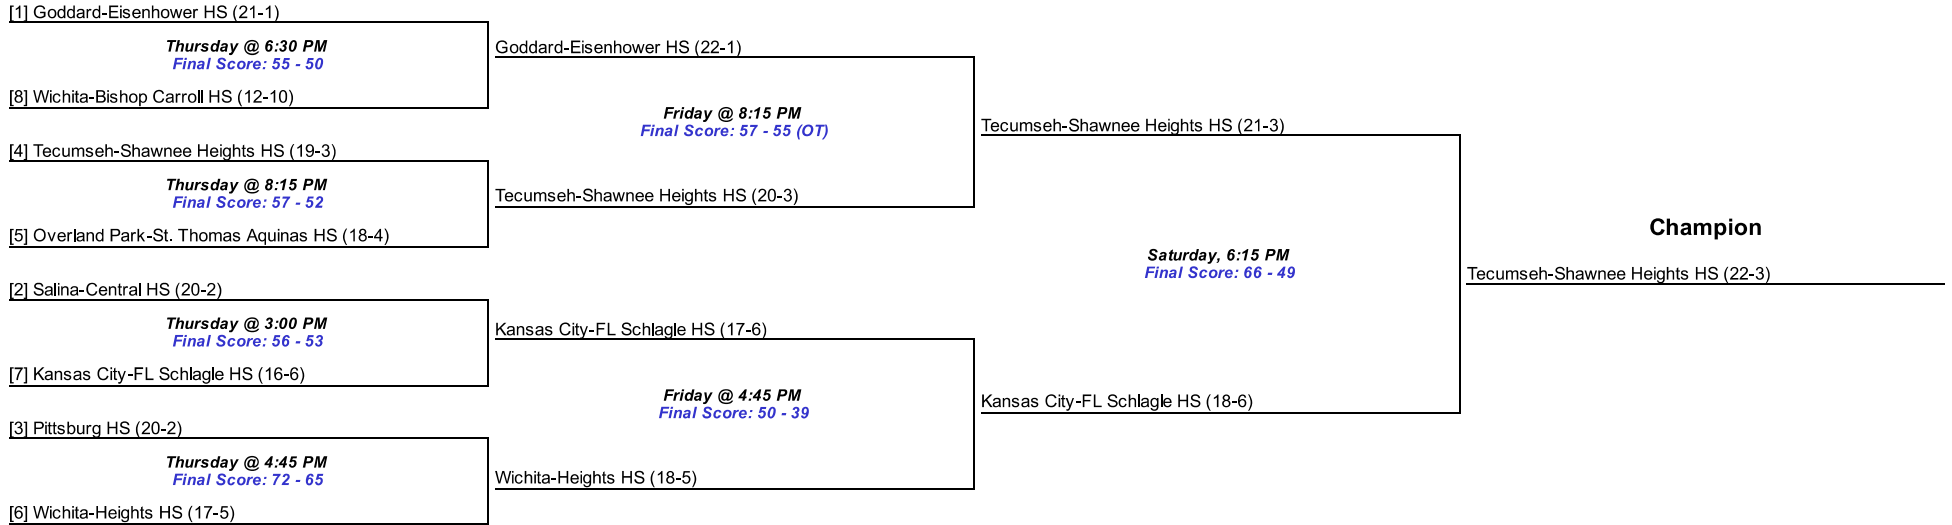 [1] Goddard-Eisenhower HS (21-1)
Thursday @ 6:30 PM
Final Score: 55 - 50
[8] Wichita-Bishop Carroll HS (12-10)
[4] Tecumseh-Shawnee Heights HS (19-3)
Thursday @ 8:15 PM
Final Score: 57 - 52
[5] Overland Park-St. Thomas Aquinas HS (18-4)
[2] Salina-Central HS (20-2)
Thursday @ 3:00 PM
Final Score: 56 - 53
[7] Kansas City-FL Schlagle HS (16-6)
[3] Pittsburg HS (20-2)
Thursday @ 4:45 PM
Final Score: 72 - 65
[6] Wichita-Heights HS (17-5)
Goddard-Eisenhower HS (22-1)
Friday @ 8:15 PM
Final Score: 57 - 55 (OT)
Tecumseh-Shawnee Heights HS (20-3)
Kansas City-FL Schlagle HS (17-6)
Friday @ 4:45 PM
Final Score: 50 - 39
Wichita-Heights HS (18-5)
Tecumseh-Shawnee Heights HS (21-3)
Saturday, 6:15 PM
Final Score: 66 - 49
Kansas City-FL Schlagle HS (18-6)
Champion
Tecumseh-Shawnee Heights HS (22-3)